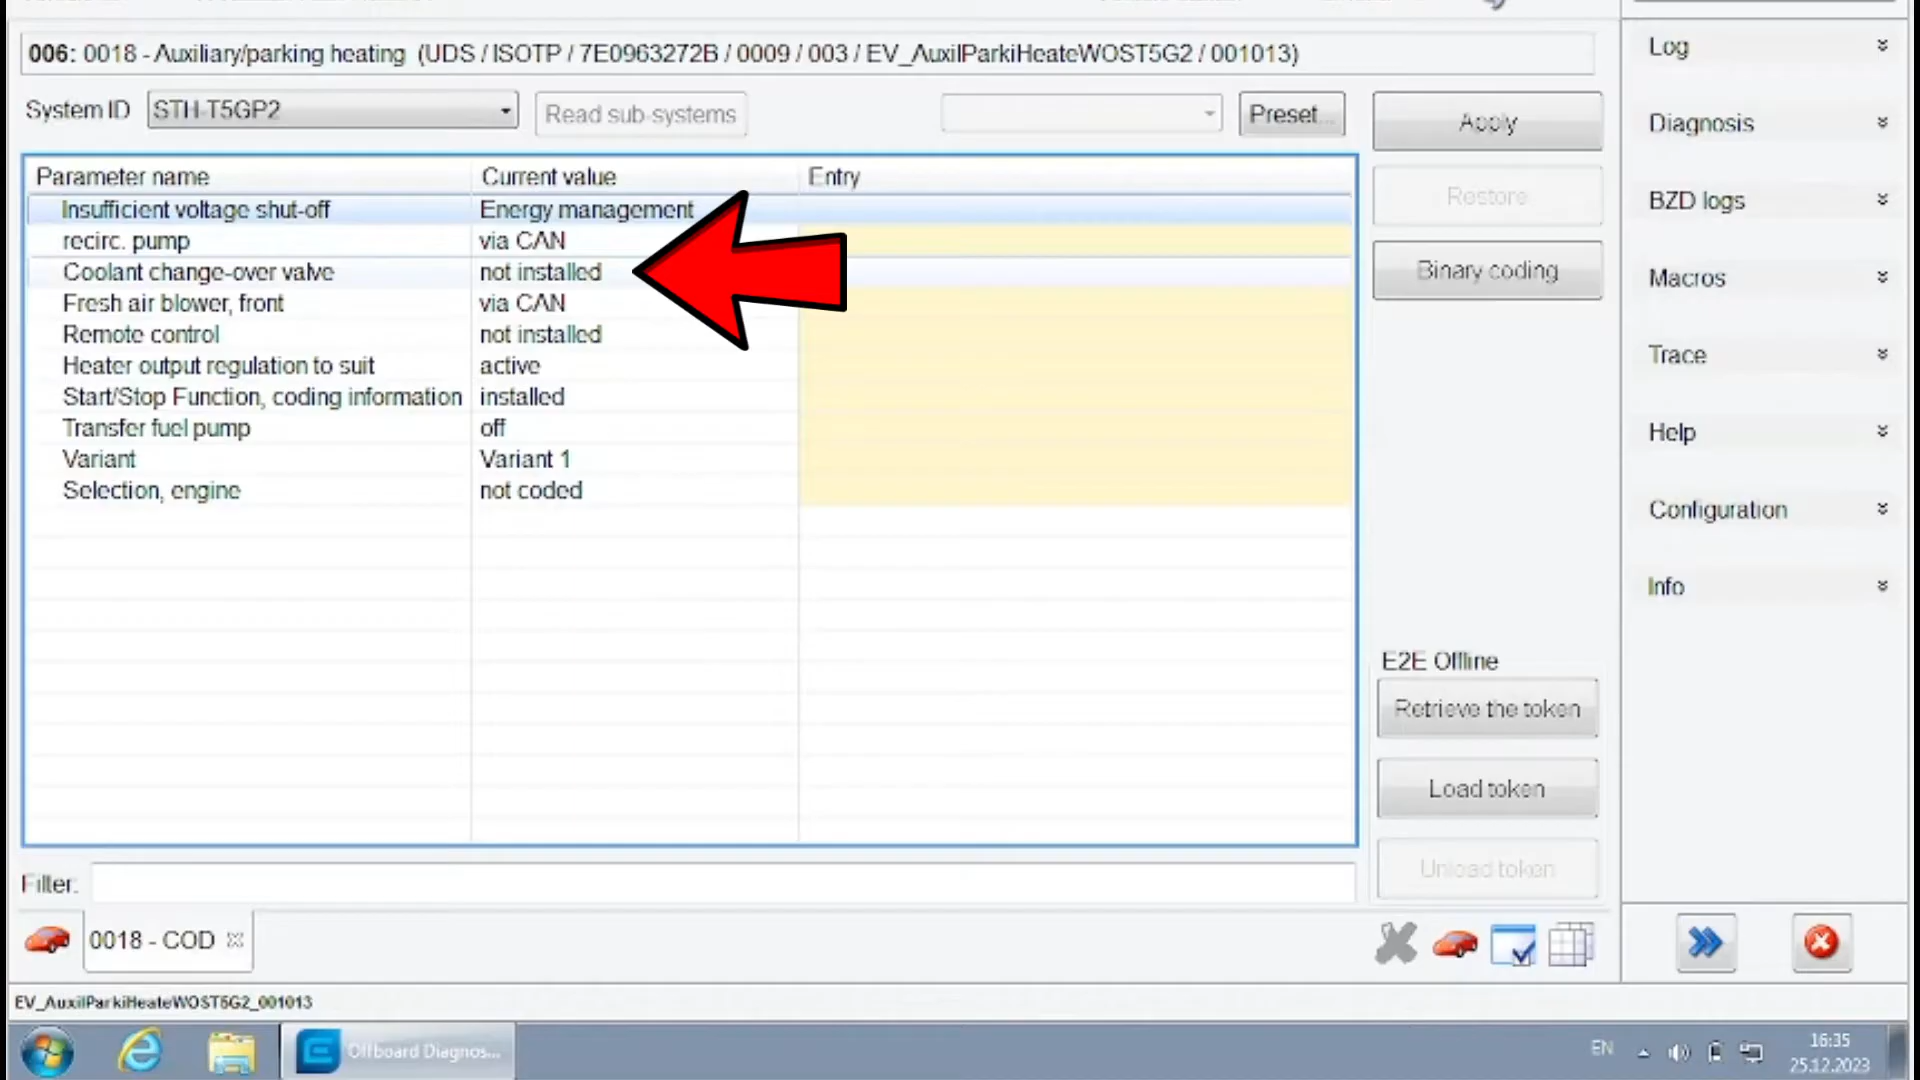 006: 0018 - Auxiliary/parking heating (UDS / ISOTP / 7E0963272B / 0009 / 003 / EV_AuxilParkiHeateWOST5G2 / 001013)
System ID STH-T5GP2 Read sub-systems Preset... Apply
Parameter name Current value Entry
Insufficient voltage shut-off Energy management
recirc. pump via CAN
Coolant change-over valve not installed
Fresh air blower, front via CAN
Remote control not installed
Heater output regulation to suit active
Start/Stop Function, coding information installed
Transfer fuel pump off
Variant Variant 1
Selection, engine not coded
Restore
Binary coding
E2E Offline
Retrieve the token
Load token
Unload token
Filter:
0018 - COD
EV_AuxilParkiHeateWOST5G2_001013
Log
Diagnosis
BZD logs
Macros
Trace
Help
Configuration
Info
Offboard Diagnos...
EN
16:35
25.12.2023